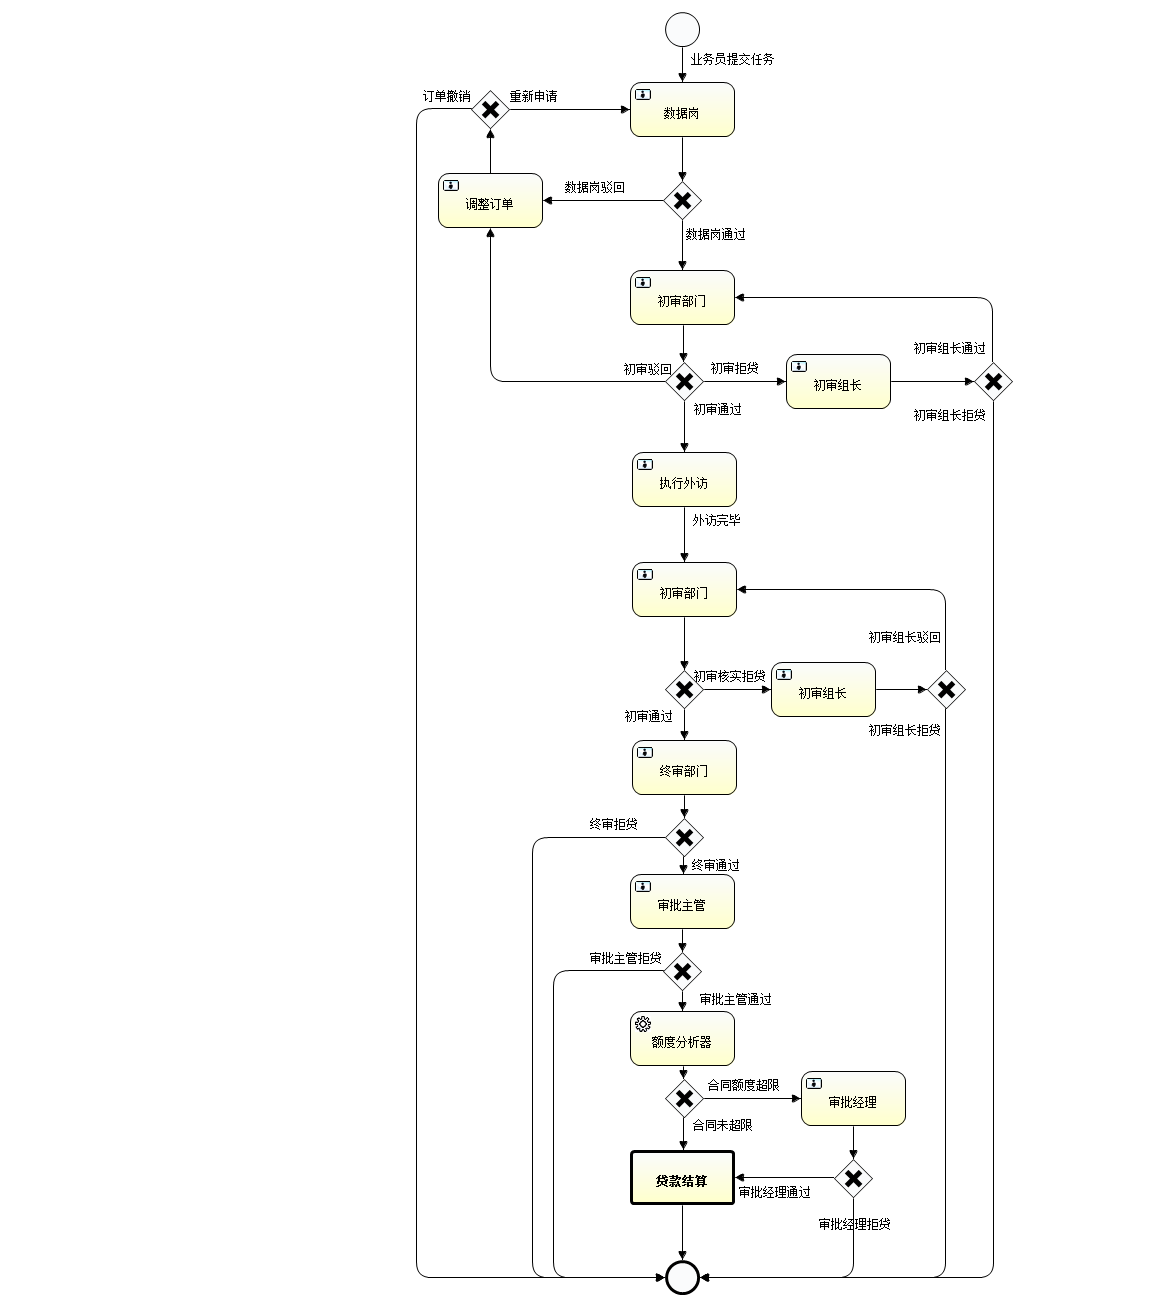 业务员提交任务
订单撤销
重新申请
数据岗
数据岗驳回
调整订单
数据岗通过
初审部门
初审组长通过
初审驳回
初审拒贷
初审组长
初审通过
初审组长拒贷
执行外访
外访完毕
初审部门
初审组长驳回
初审核实拒贷
初审组长
初审通过
初审组长拒贷
终审部门
终审拒贷
终审通过
审批主管
审批主管拒贷
审批主管通过
额度分析器
合同额度超限
审批经理
合同未超限
贷款结算
审批经理通过
审批经理拒贷